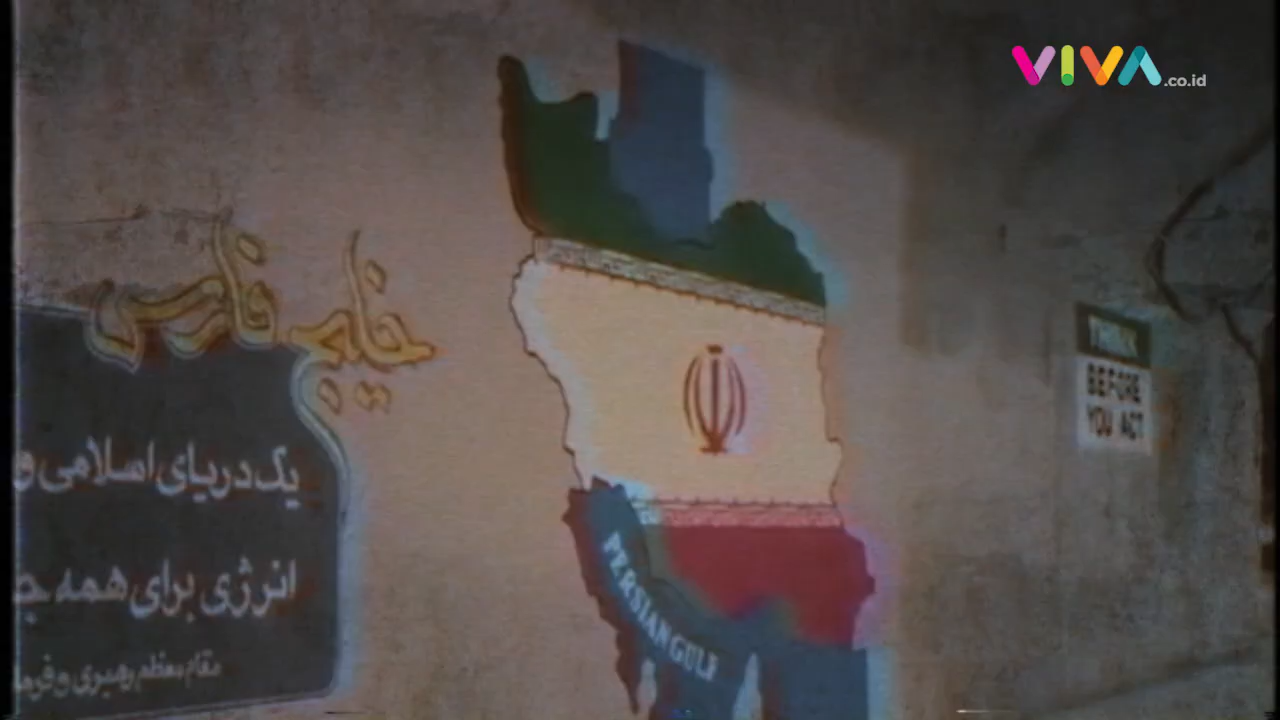 VIVA.co.id
خلیج فارس
یک دریای اسلامی و
انرژی برای همه
مقام معظم رهبری و
PERSIAN GULF
THINK
BEFORE
YOU ACT